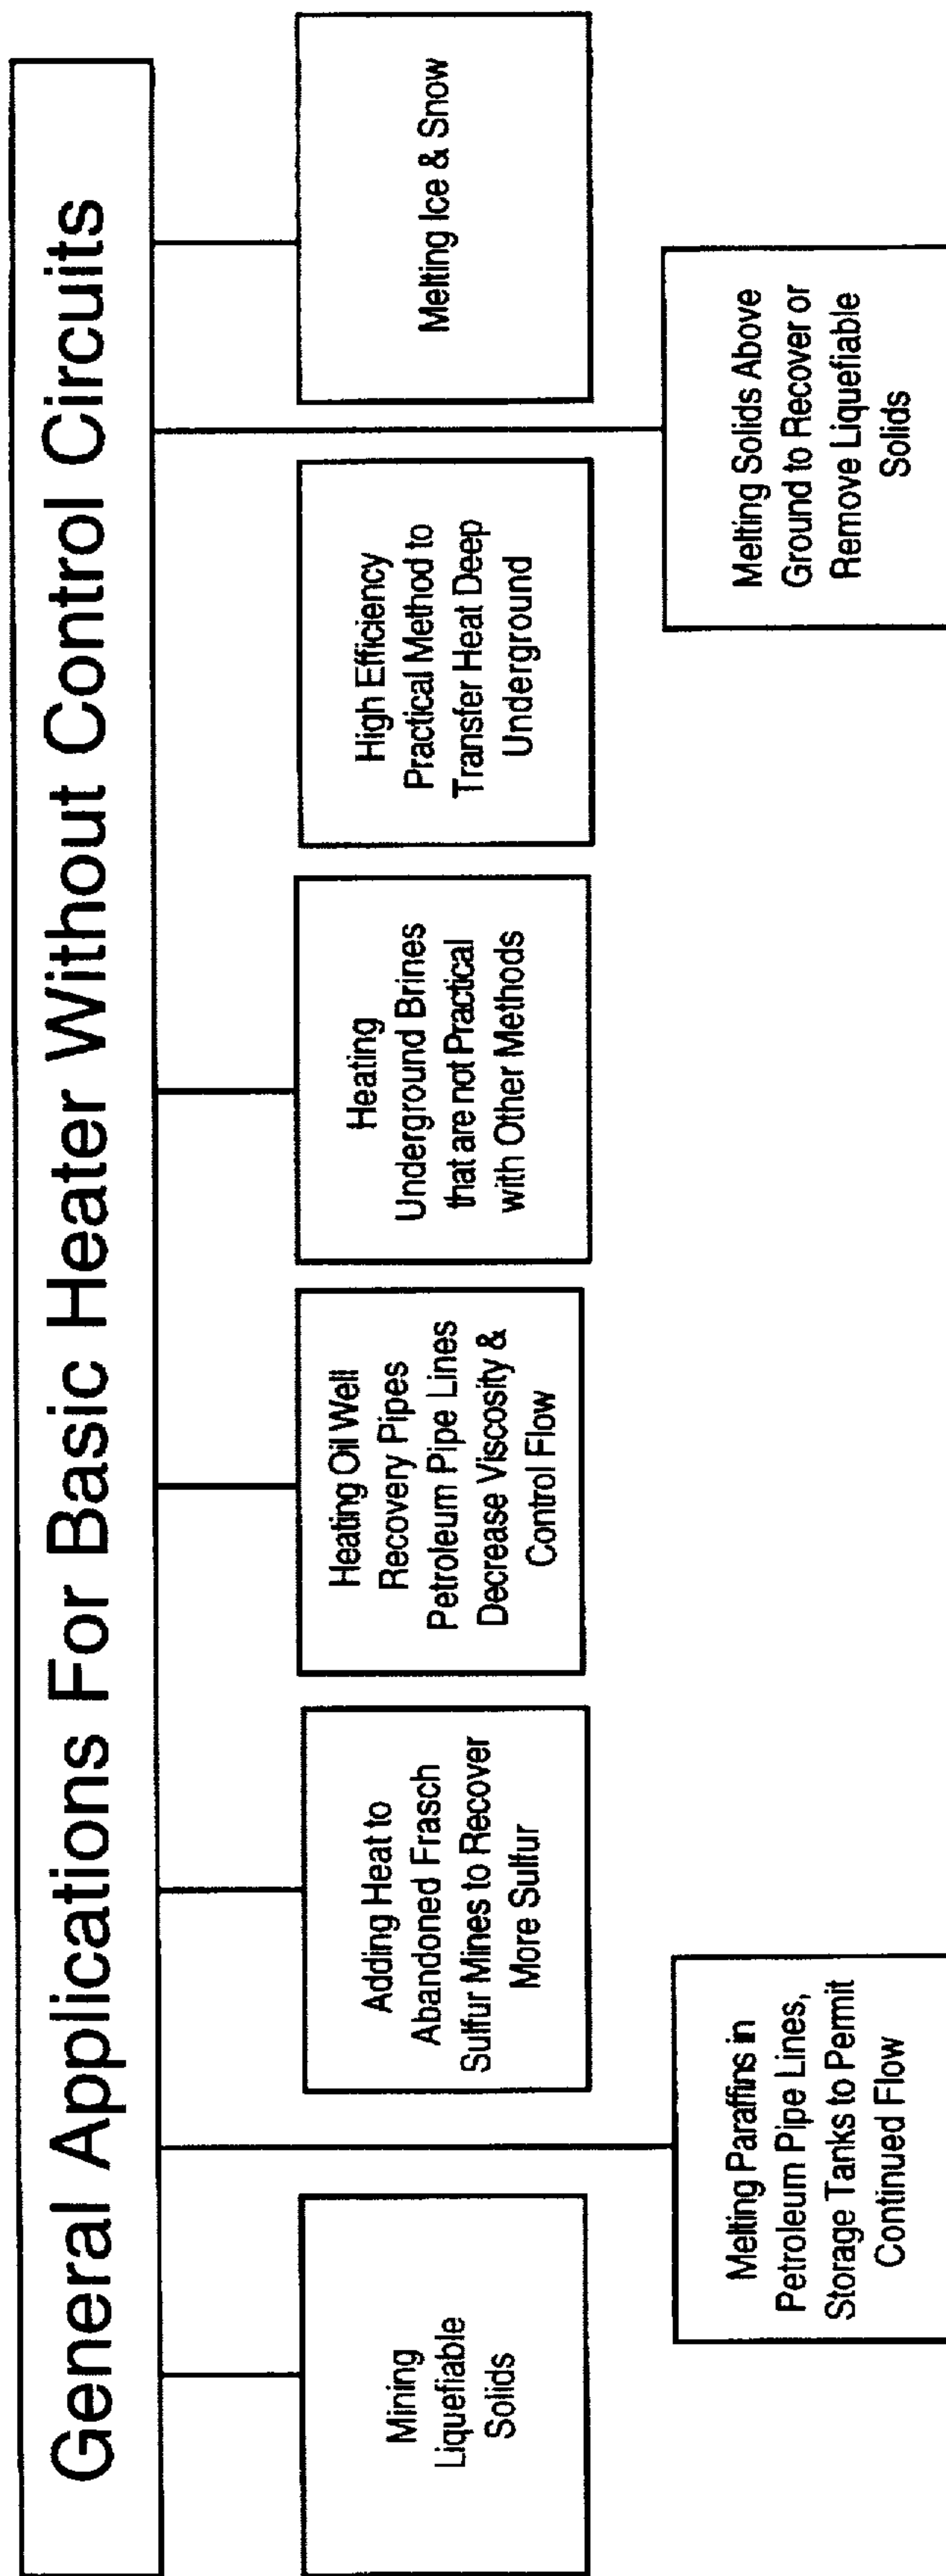 General Applications For Basic Heater Without Control Circuits
Mining
Liquefiable
Solids
Melting Paraffins in
Petroleum Pipe Lines,
Storage Tanks to Permit
Continued Flow
Adding Heat to
Abandoned Frasch
Sulfur Mines to Recover
More Sulfur
Heating Oil Well
Recovery Pipes
Petroleum Pipe Lines
Decrease Viscosity &
Control Flow
Heating
Underground Brines
that are not Practical
with Other Methods
High Efficiency
Practical Method to
Transfer Heat Deep
Underground
Melting Solids Above
Ground to Recover or
Remove Liquefiable
Solids
Melting Ice & Snow